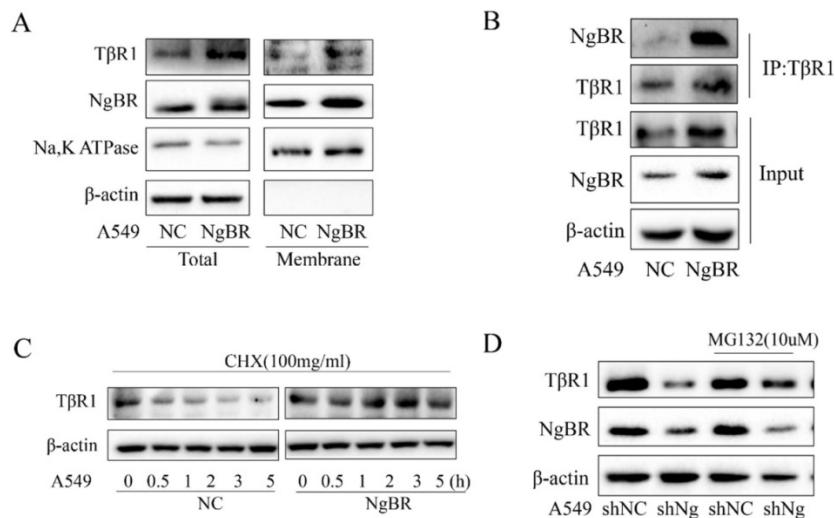 A
TβR1
NgBR
Na,K ATPase
β-actin
A549 NC NgBR NC NgBR
Total Membrane
B
NgBR
TβR1
IP:TβR1
TβR1
NgBR
Input
β-actin
A549 NC NgBR
C
CHX(100mg/ml)
TβR1
β-actin
A549 0 0.5 1 2 3 5 0 0.5 1 2 3 5 (h)
NC NgBR
D
MG132(10uM)
TβR1
NgBR
β-actin
A549 shNC shNg shNC shNg